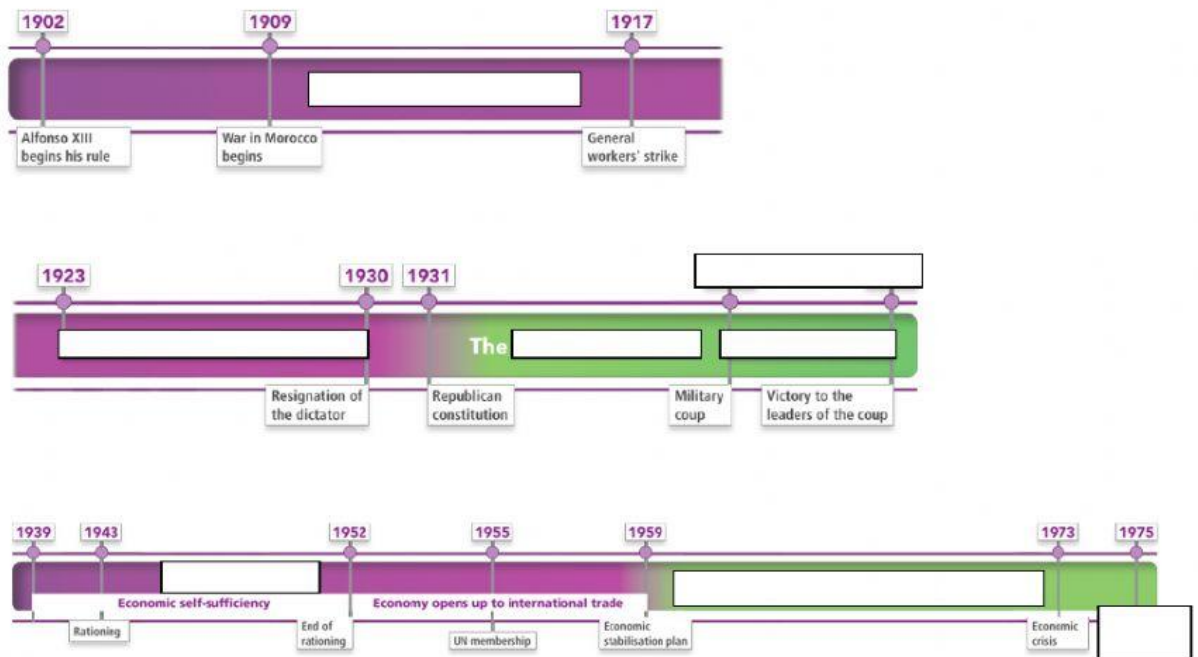 1902 1909 1917
Alfonso XIII
begins his rule
War in Morocco
begins
General
workers' strike
1923 1930 1931
The
Resignation of
the dictator
Republican
constitution
Military
coup
Victory to the
leaders of the coup
1939 1943 1952 1955 1959 1973 1975
Economic self-sufficiency Economy opens up to international trade
Rationing
End of
rationing
UN membership
Economic
stabilisation plan
Economic
crisis